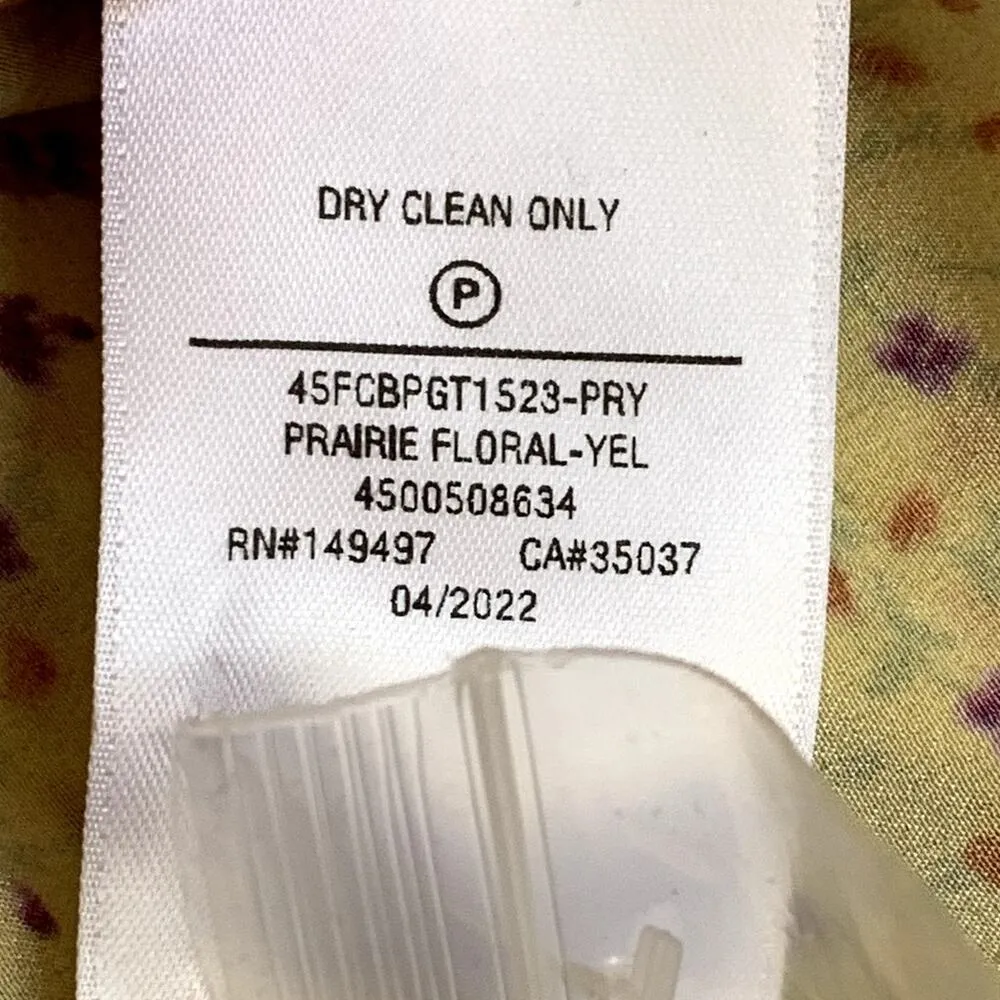 DRY CLEAN ONLY
P
45FCBPGT1523-PRY
PRAIRIE FLORAL-YEL
4500508634
RN#149497 CA#35037
04/2022